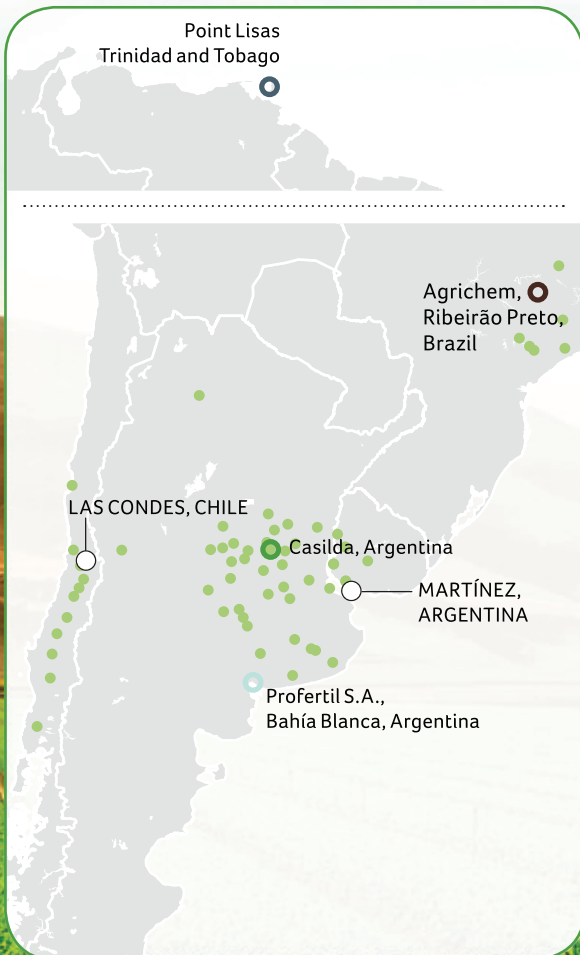 Point Lisas
Trinidad and Tobago
Agrichem,
Ribeirão Preto,
Brazil
LAS CONDES, CHILE
Casilda, Argentina
MARTÍNEZ,
ARGENTINA
Profertil S.A.,
Bahía Blanca, Argentina